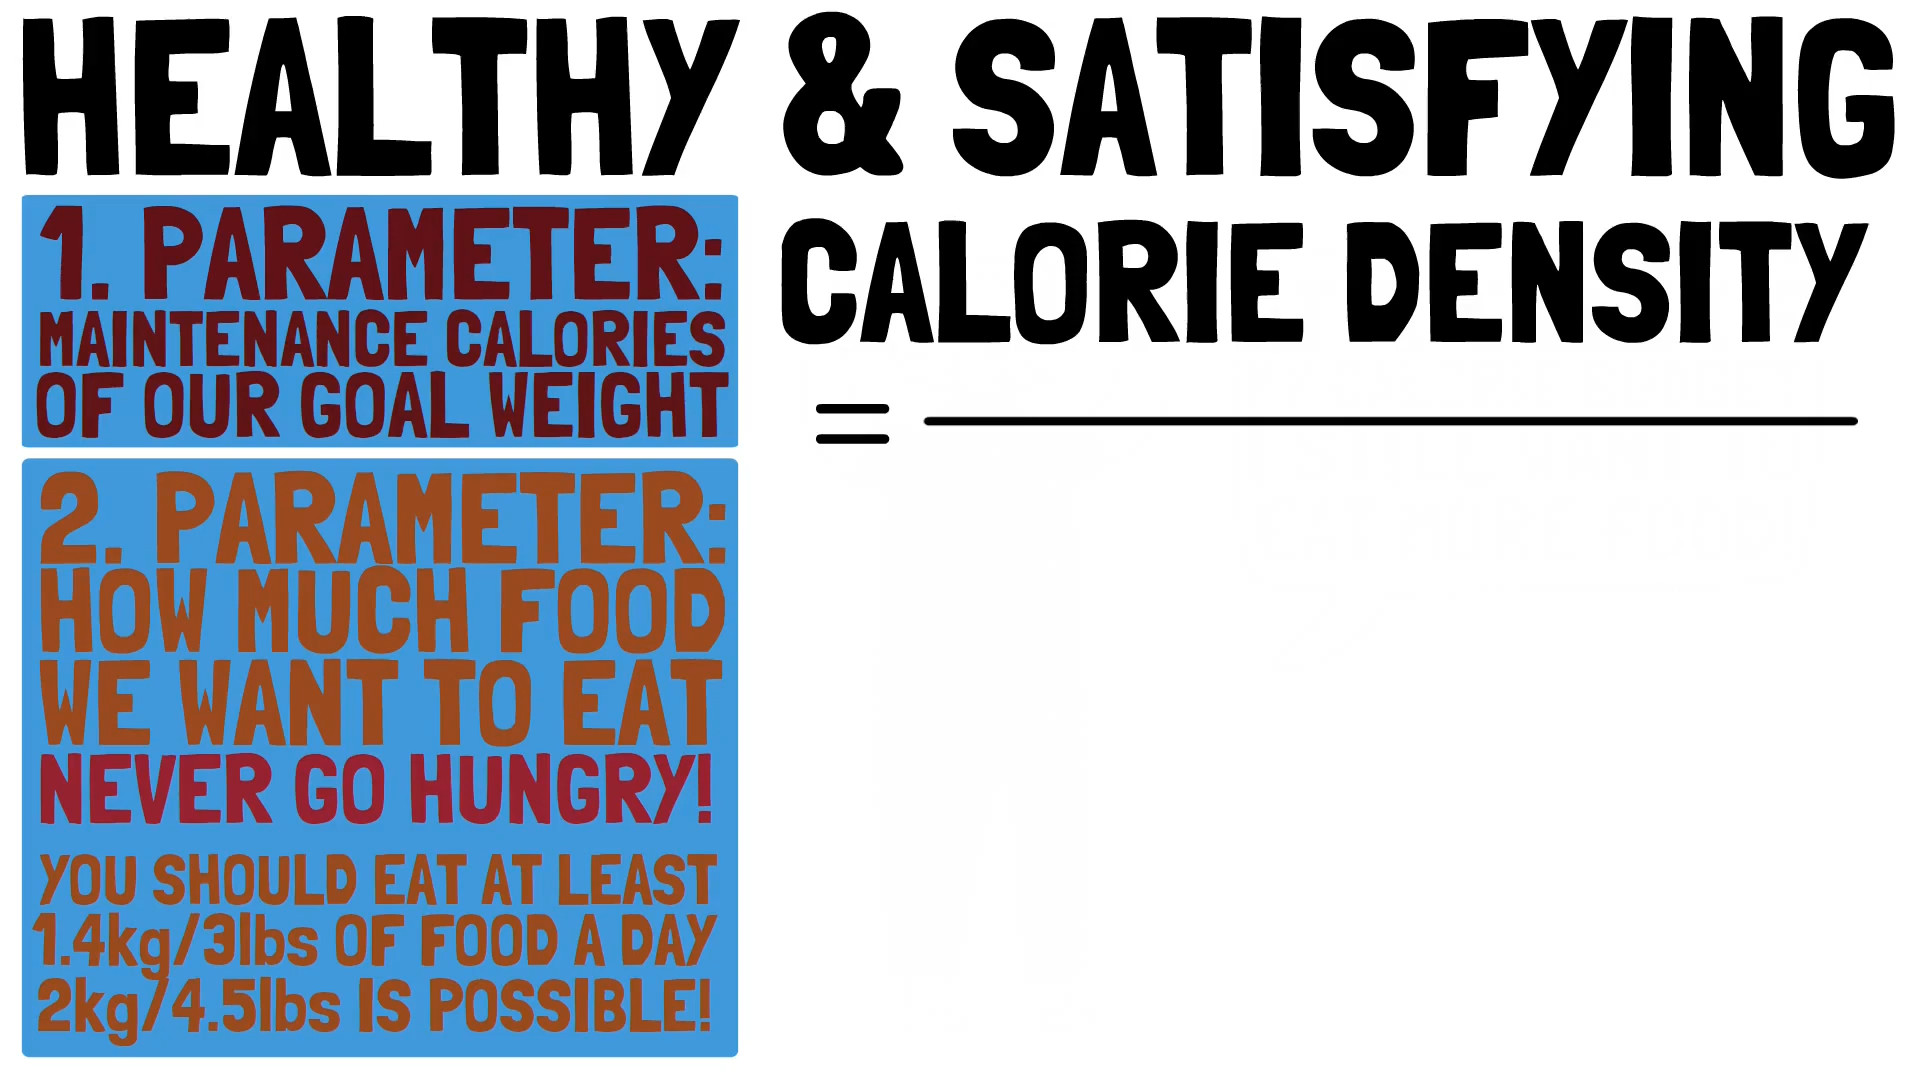 HEALTHY & SATISFYING
1. PARAMETER:
MAINTENANCE CALORIES
OF OUR GOAL WEIGHT
2. PARAMETER:
HOW MUCH FOOD
WE WANT TO EAT
NEVER GO HUNGRY!
YOU SHOULD EAT AT LEAST
1.4kg/3lbs OF FOOD A DAY
2kg/4.5lbs IS POSSIBLE!
CALORIE DENSITY
=